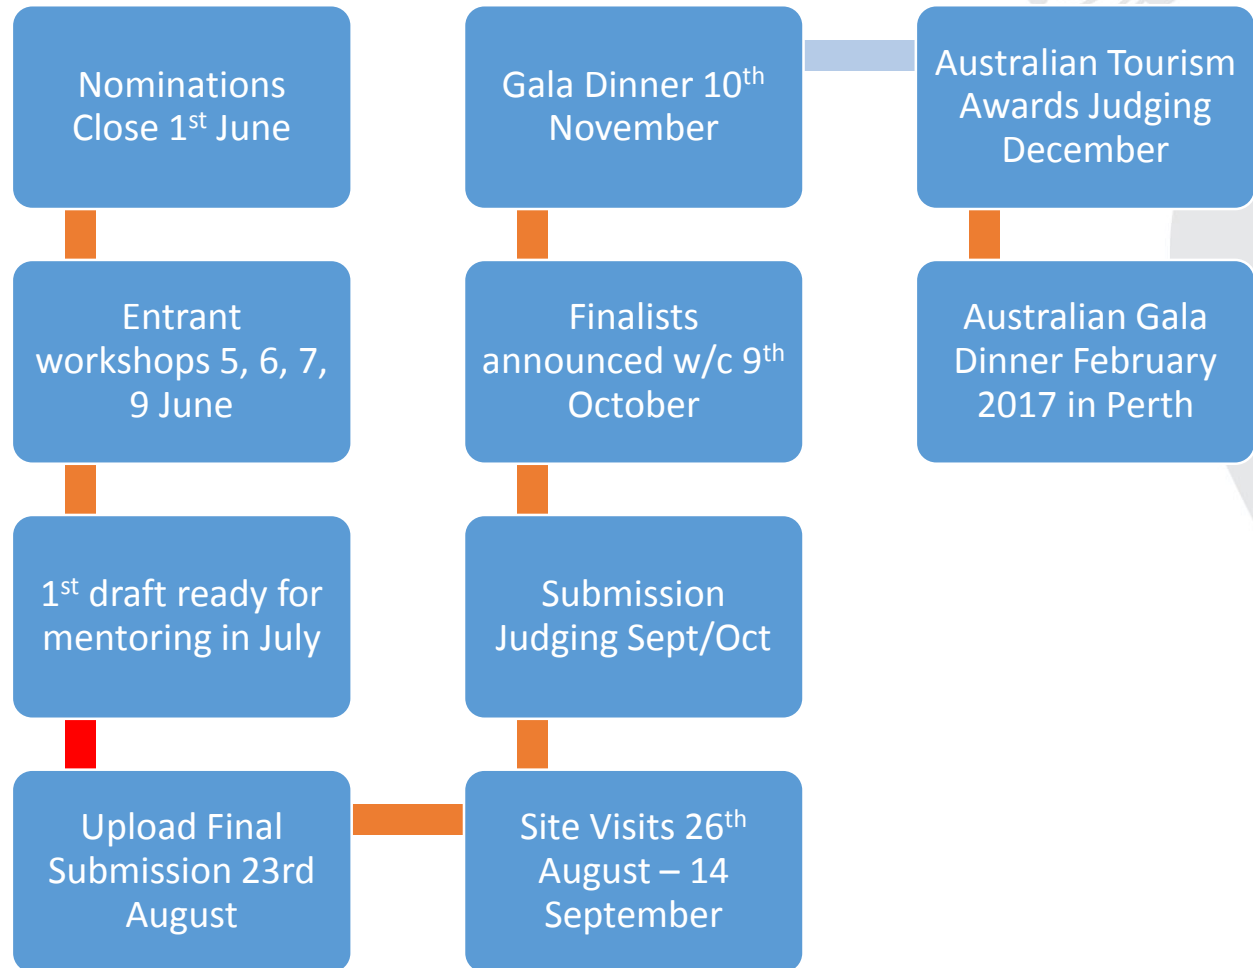 Nominations
Close 1st June
Entrant
workshops 5, 6, 7,
9 June
1st draft ready for
mentoring in July
Upload Final
Submission 23rd
August
Site Visits 26th
August – 14
September
Submission
Judging Sept/Oct
Finalists
announced w/c 9th
October
Gala Dinner 10th
November
Australian Tourism
Awards Judging
December
Australian Gala
Dinner February
2017 in Perth